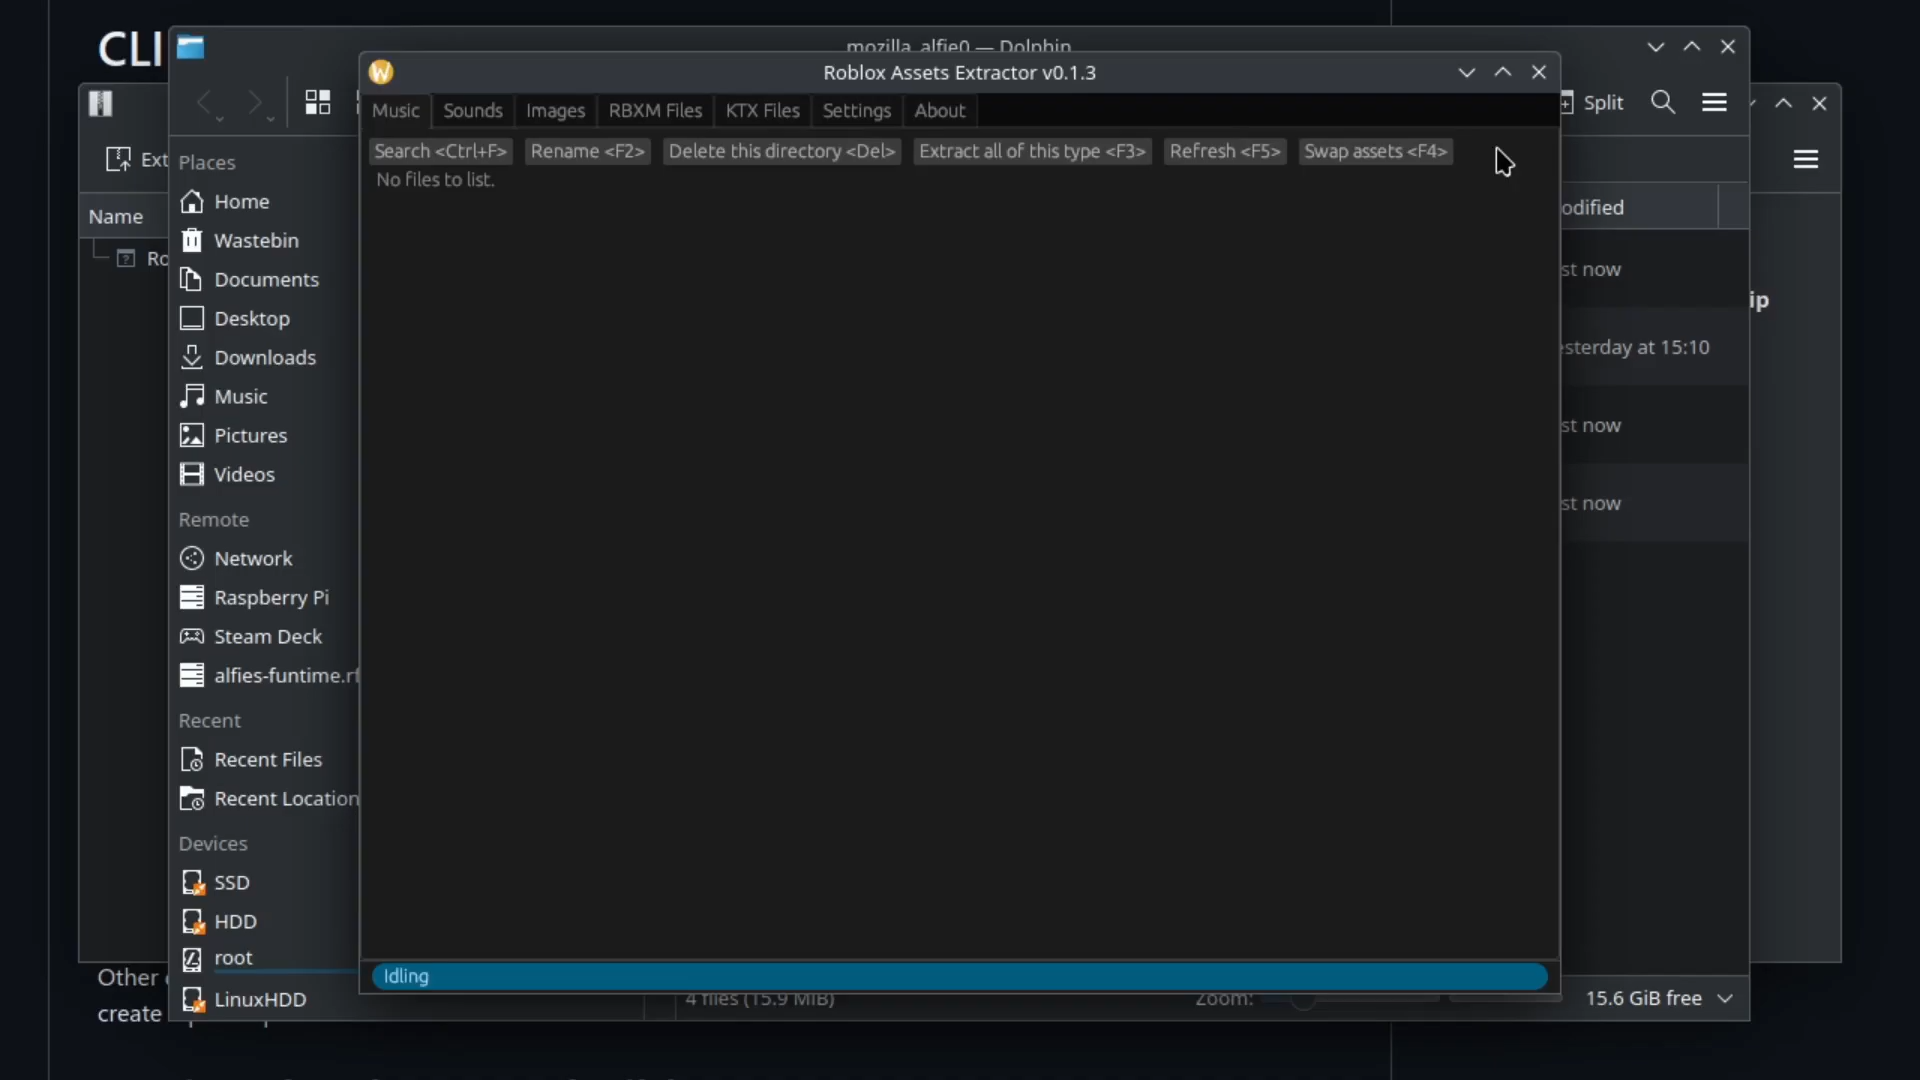 CLI
mozilla_alfie0 — Dolphin
Roblox Assets Extractor v0.1.3
Music Sounds Images RBXM Files KTX Files Settings About
Split
Search <Ctrl+F> Rename <F2> Delete this directory <Del> Extract all of this type <F3> Refresh <F5> Swap assets <F4>
Ext
No files to list.
Places
Home
Wastebin
Documents
Desktop
Downloads
Music
Pictures
Videos
Remote
Network
Raspberry Pi
Steam Deck
alfies-funtime.rf
Recent
Recent Files
Recent Location
Devices
SSD
HDD
root
LinuxHDD
Name
Ro
odified
st now
ip
esterday at 15:10
st now
st now
Idling
4 files (15.9 MiB)
Zoom:
15.6 GiB free
Other
create